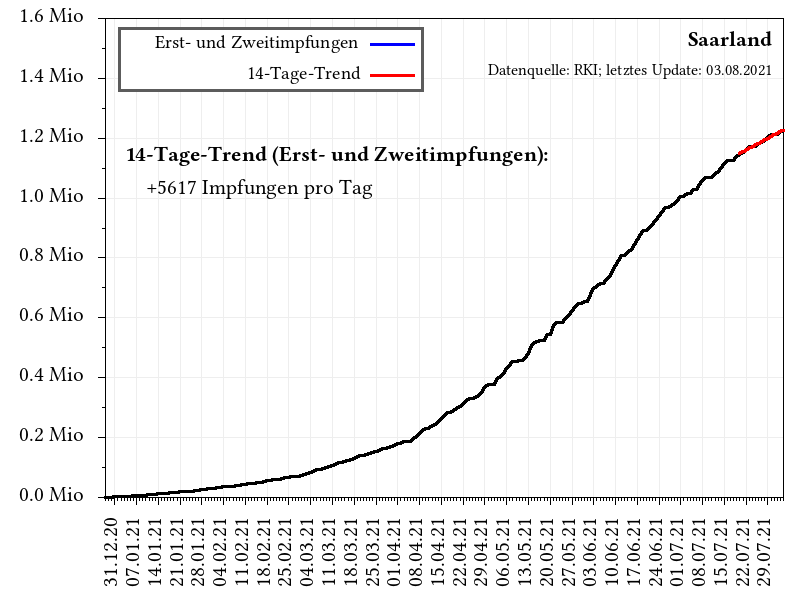 1.6 Mio
1.4 Mio
1.2 Mio
1.0 Mio
0.8 Mio
0.6 Mio
0.4 Mio
0.2 Mio
0.0 Mio
Erst- und Zweitimpfungen
14-Tage-Trend
Saarland
Datenquelle: RKI; letztes Update: 03.08.2021
14-Tage-Trend (Erst- und Zweitimpfungen):
+5617 Impfungen pro Tag
31.12.20
07.01.21
14.01.21
21.01.21
28.01.21
04.02.21
11.02.21
18.02.21
25.02.21
04.03.21
11.03.21
18.03.21
25.03.21
01.04.21
08.04.21
15.04.21
22.04.21
29.04.21
06.05.21
13.05.21
20.05.21
27.05.21
03.06.21
10.06.21
17.06.21
24.06.21
01.07.21
08.07.21
15.07.21
22.07.21
29.07.21